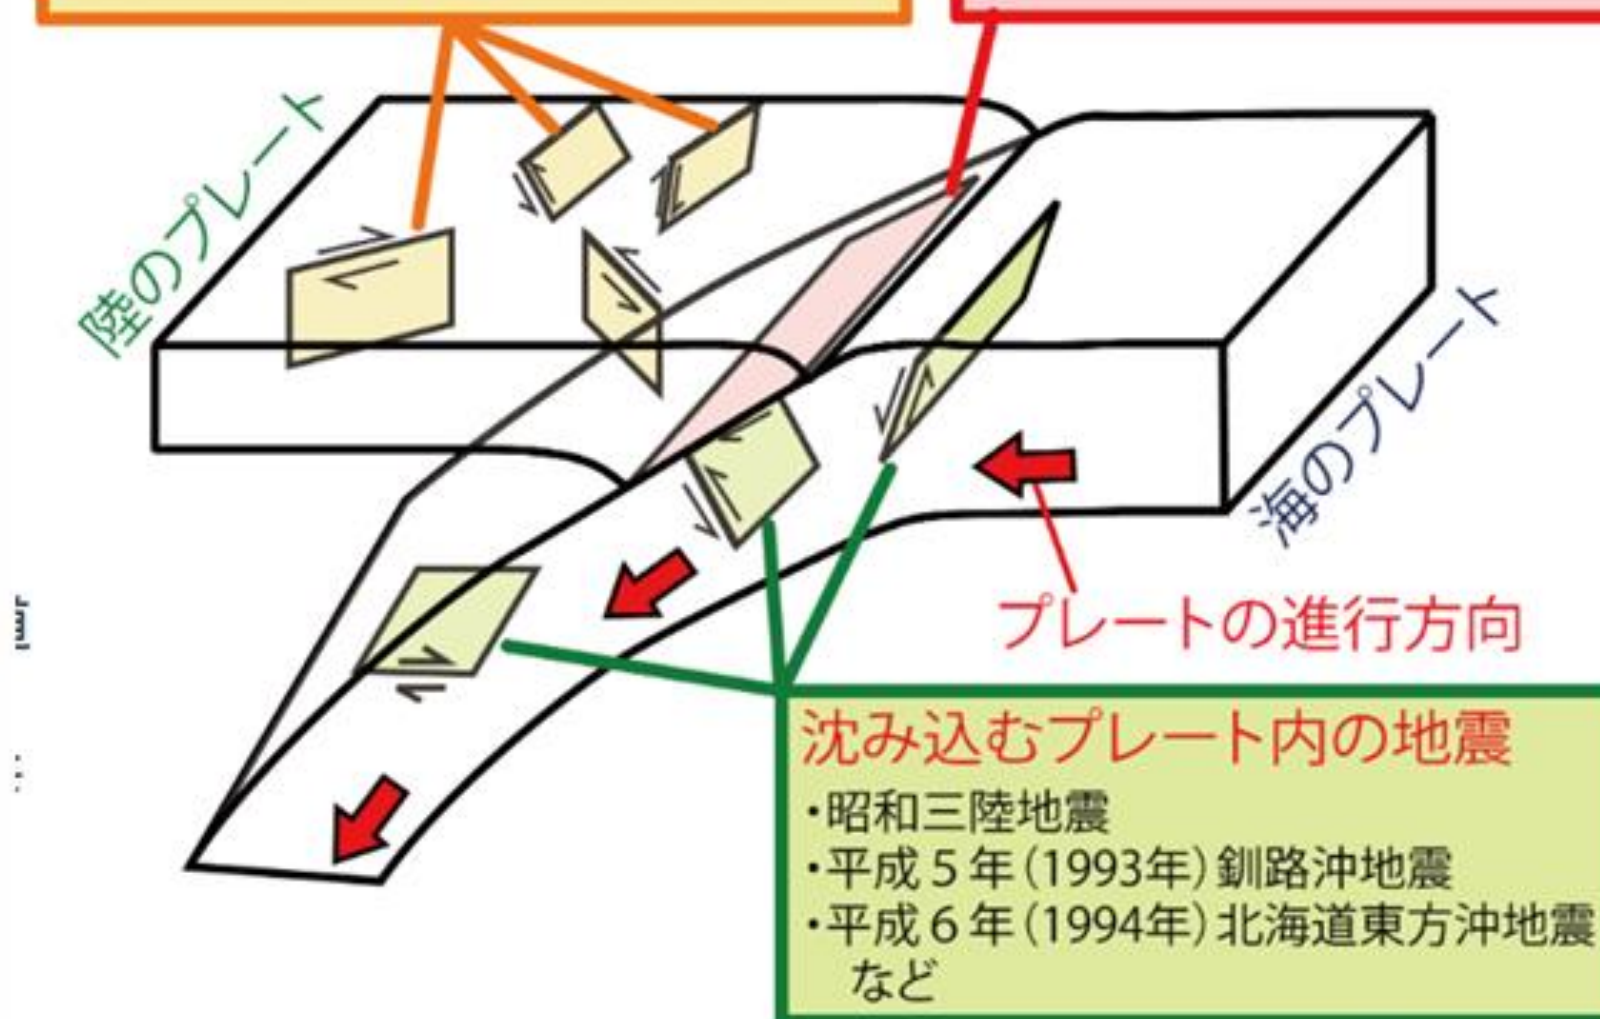 陸のプレート
海のプレート
プレートの進行方向
沈み込むプレート内の地震
・昭和三陸地震
・平成5年(1993年)釧路沖地震
・平成6年(1994年)北海道東方沖地震
など